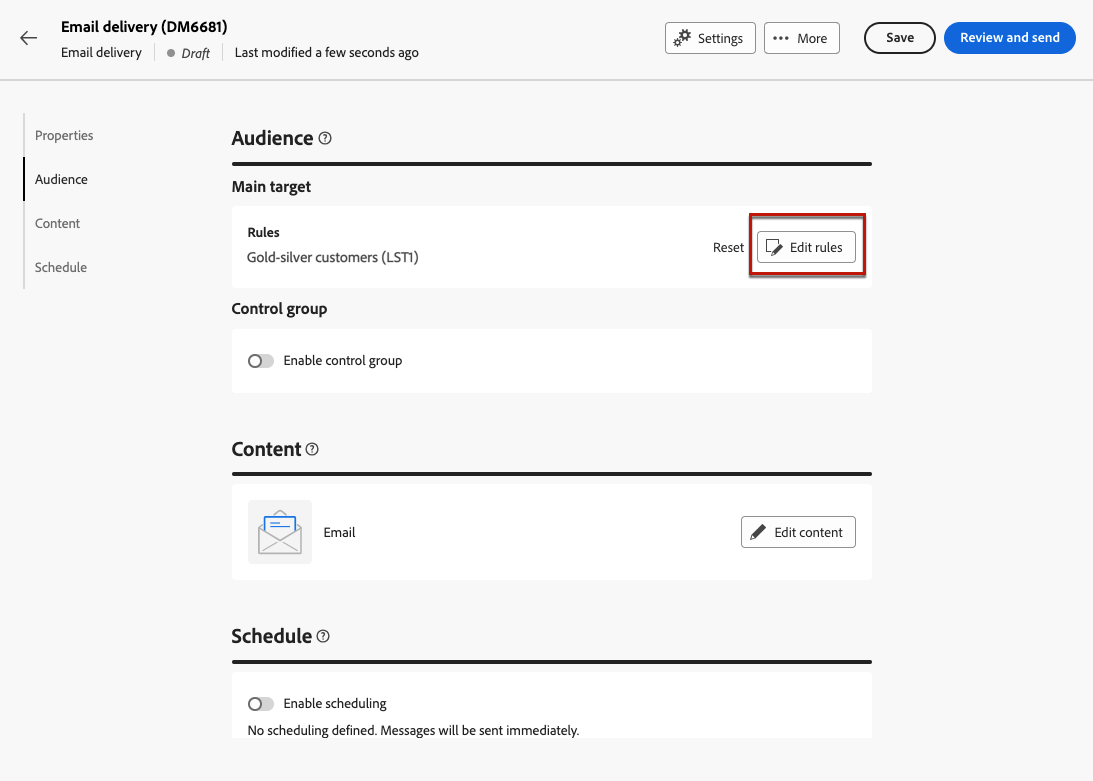 Email delivery (DM6681)
Email delivery Draft Last modified a few seconds ago
Settings
More
Save
Review and send
Properties
Audience
Content
Schedule
Audience
Main target
Rules
Gold-silver customers (LST1)
Reset
Edit rules
Control group
Enable control group
Content
Email
Edit content
Schedule
Enable scheduling
No scheduling defined. Messages will be sent immediately.